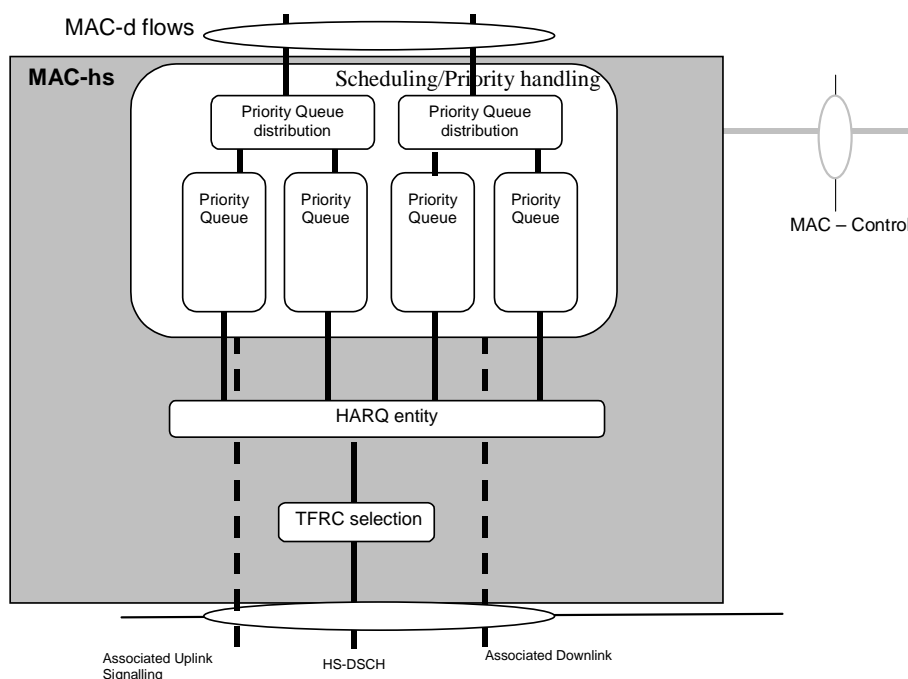 MAC-d flows
MAC-hs
Scheduling/Priority handling
Priority Queue
distribution
Priority Queue
distribution
Priority
Queue
Priority
Queue
Priority
Queue
Priority
Queue
MAC – Control
HARQ entity
TFRC selection
Associated Uplink
Signalling
HS-DSCH
Associated Downlink